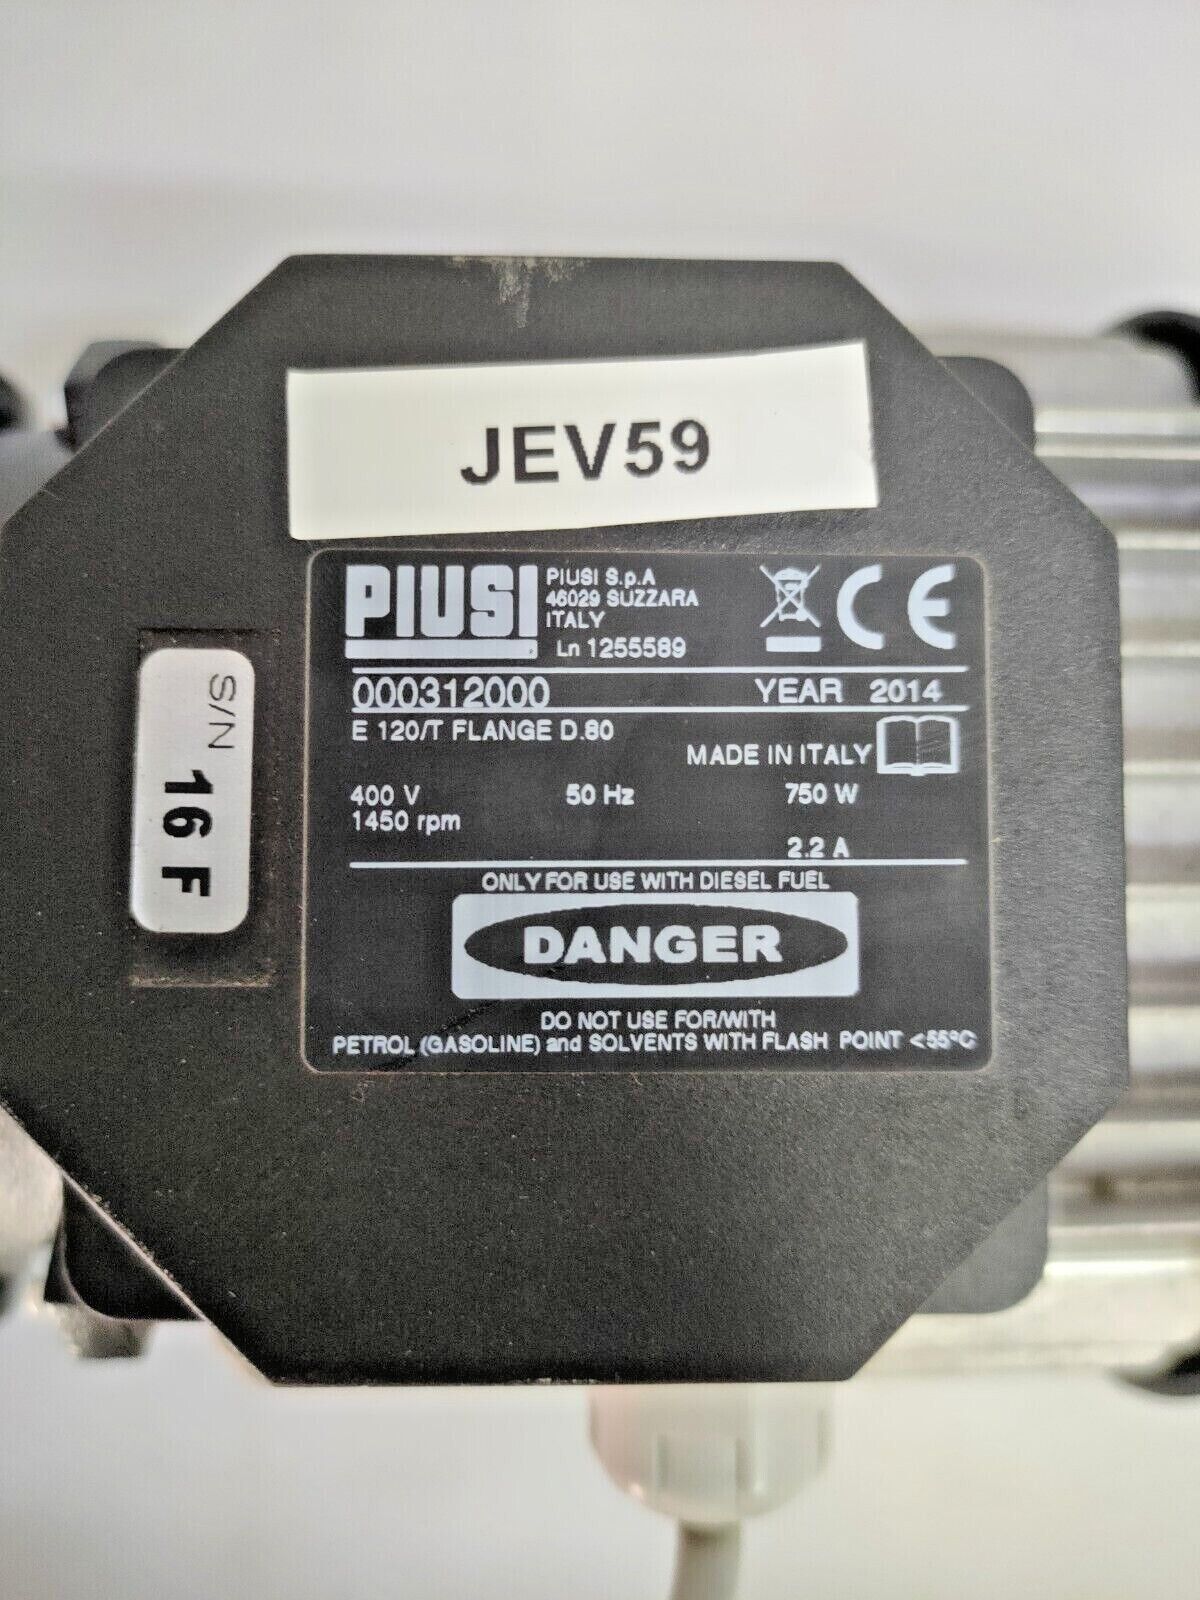 JEV59
PIUSI
PIUSI S.p.A
46029 SUZZARA
ITALY
Ln 1255589
CE
000312000 YEAR 2014
E 120/T FLANGE D.80
MADE IN ITALY
400 V 50 Hz 750 W
1450 rpm
2.2 A
ONLY FOR USE WITH DIESEL FUEL
DANGER
DO NOT USE FOR/WITH
PETROL (GASOLINE) and SOLVENTS WITH FLASH POINT <55°C
S/N 16 F